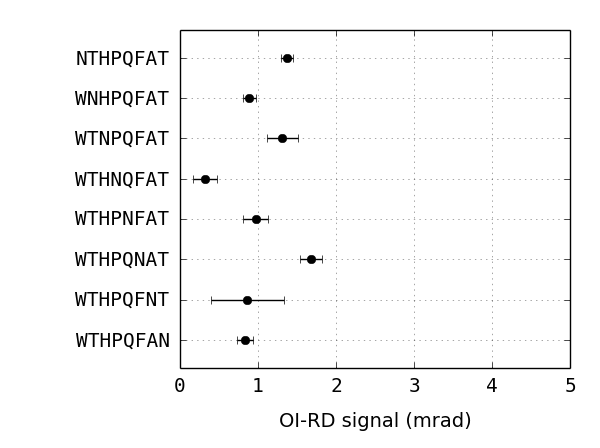 NTHPQFAT
WNHPQFAT
WTNPQFAT
WTHNQFAT
WTHPNFAT
WTHPQNAT
WTHPQFNT
WTHPQFAN
0 1 2 3 4 5
OI-RD signal (mrad)